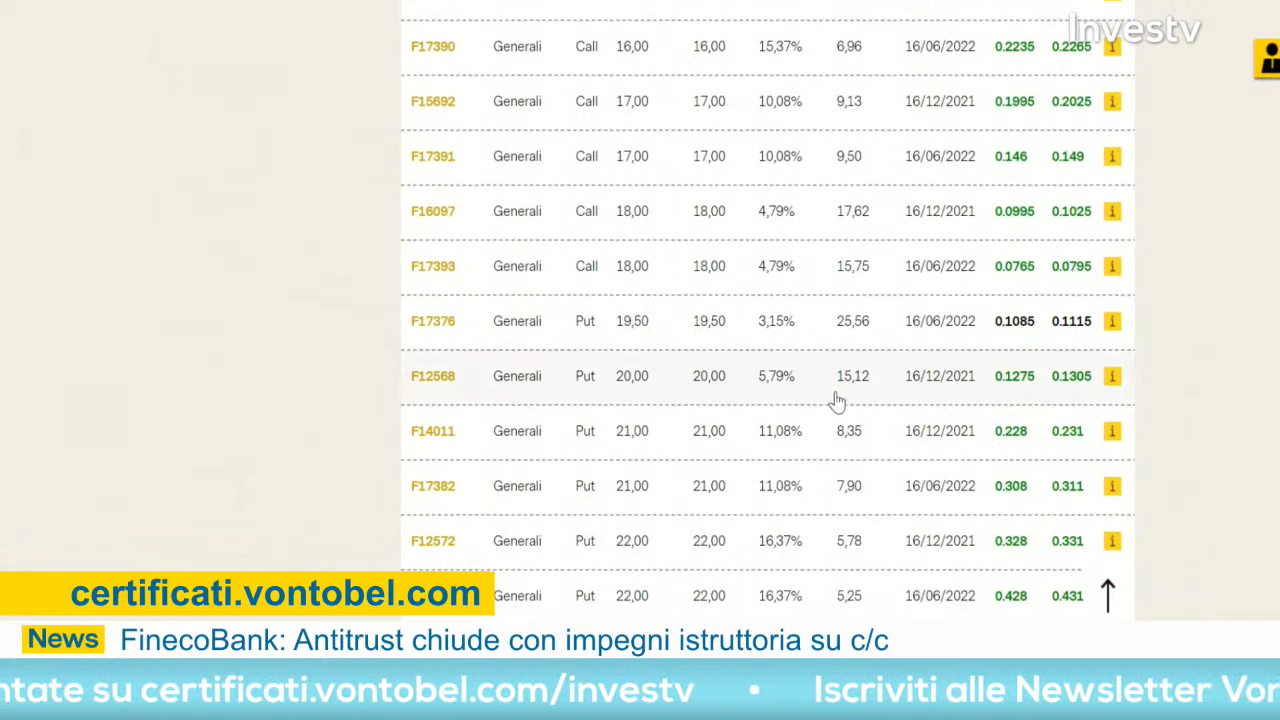 Investv
F17390 Generali Call 16,00 16,00 15,37% 6,96 16/06/2022 0.2235 0.2265 i
F15692 Generali Call 17,00 17,00 10,08% 9,13 16/12/2021 0.1995 0.2025 i
F17391 Generali Call 17,00 17,00 10,08% 9,50 16/06/2022 0.146 0.149 i
F16097 Generali Call 18,00 18,00 4,79% 17,62 16/12/2021 0.0995 0.1025 i
F17393 Generali Call 18,00 18,00 4,79% 15,75 16/06/2022 0.0765 0.0795 i
F17376 Generali Put 19,50 19,50 3,15% 25,56 16/06/2022 0.1085 0.1115 i
F12568 Generali Put 20,00 20,00 5,79% 15,12 16/12/2021 0.1275 0.1305 i
F14011 Generali Put 21,00 21,00 11,08% 8,35 16/12/2021 0.228 0.231 i
F17382 Generali Put 21,00 21,00 11,08% 7,90 16/06/2022 0.308 0.311 i
F12572 Generali Put 22,00 22,00 16,37% 5,78 16/12/2021 0.328 0.331 i
Generali Put 22,00 22,00 16,37% 5,25 16/06/2022 0.428 0.431
certificati.vontobel.com
News FinecoBank: Antitrust chiude con impegni istruttoria su c/c
ntate su certificati.vontobel.com/investv • Iscriviti alle Newsletter Von